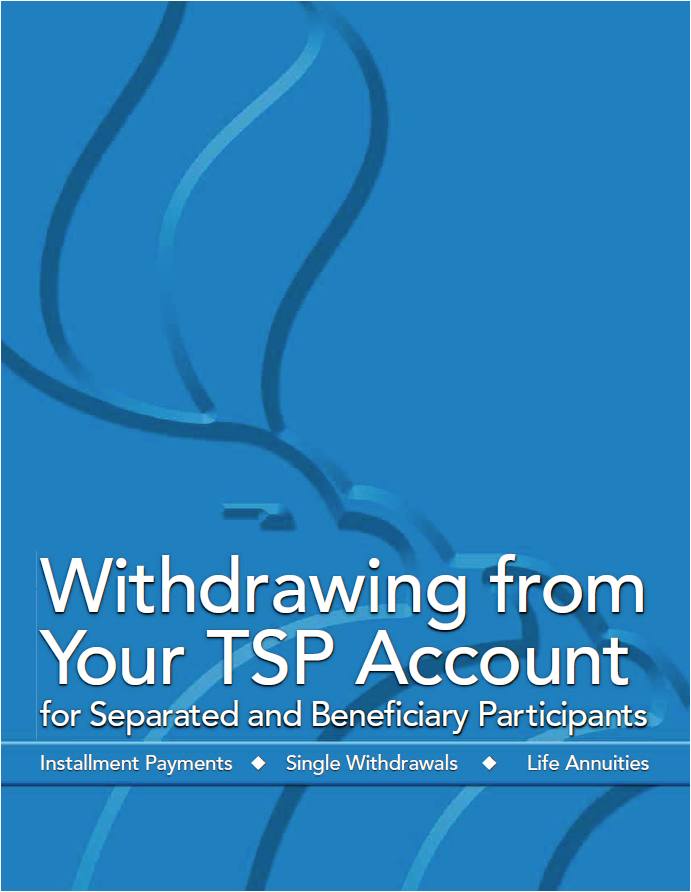 Withdrawing from
Your TSP Account
for Separated and Beneficiary Participants
Installment Payments ◆ Single Withdrawals ◆ Life Annuities